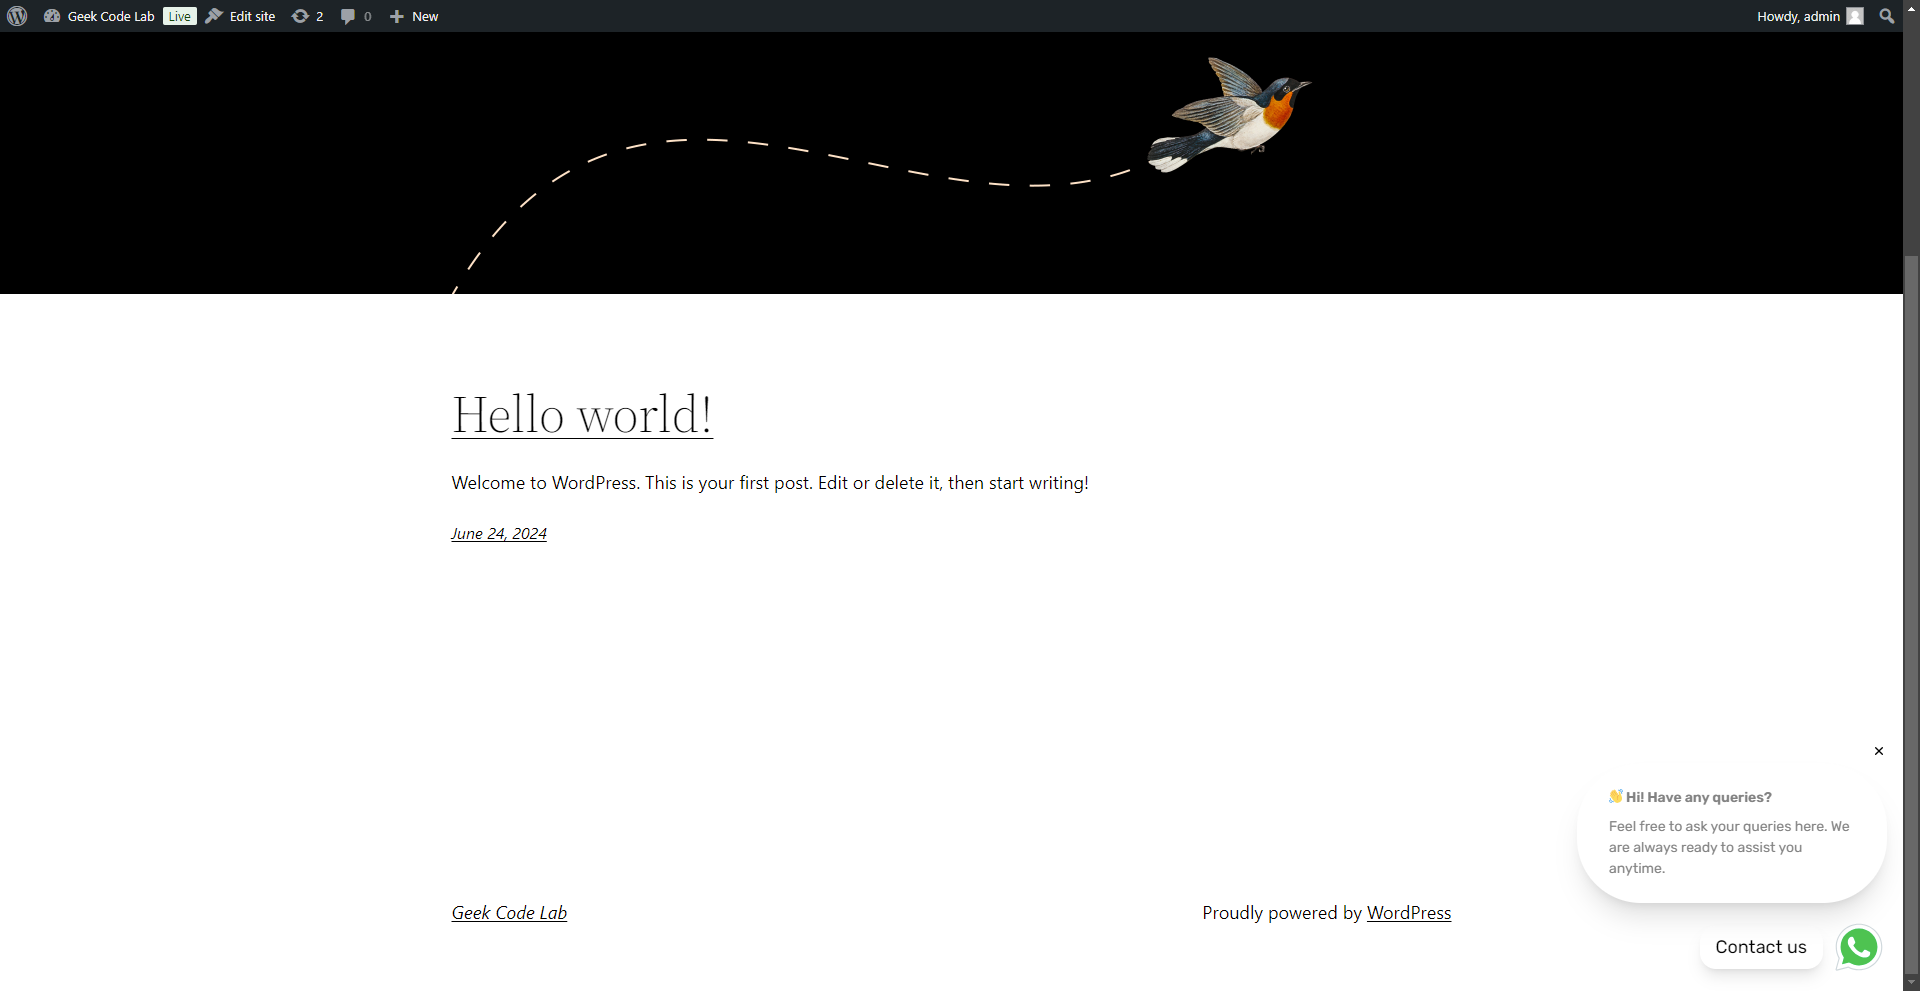 Geek Code Lab Live Edit site 2 0 New Howdy, admin
Hello world!
Welcome to WordPress. This is your first post. Edit or delete it, then start writing!
June 24, 2024
👋 Hi! Have any queries?
Feel free to ask your queries here. We
are always ready to assist you
anytime.
Geek Code Lab Proudly powered by WordPress
Contact us